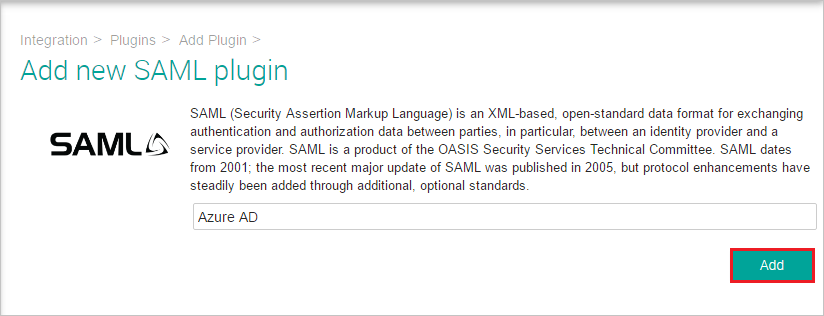 Integration > Plugins > Add Plugin >
Add new SAML plugin
SAML (Security Assertion Markup Language) is an XML-based, open-standard data format for exchanging
authentication and authorization data between parties, in particular, between an identity provider and a
service provider. SAML is a product of the OASIS Security Services Technical Committee. SAML dates
from 2001; the most recent major update of SAML was published in 2005, but protocol enhancements have
steadily been added through additional, optional standards.
SAML
Azure AD
Add